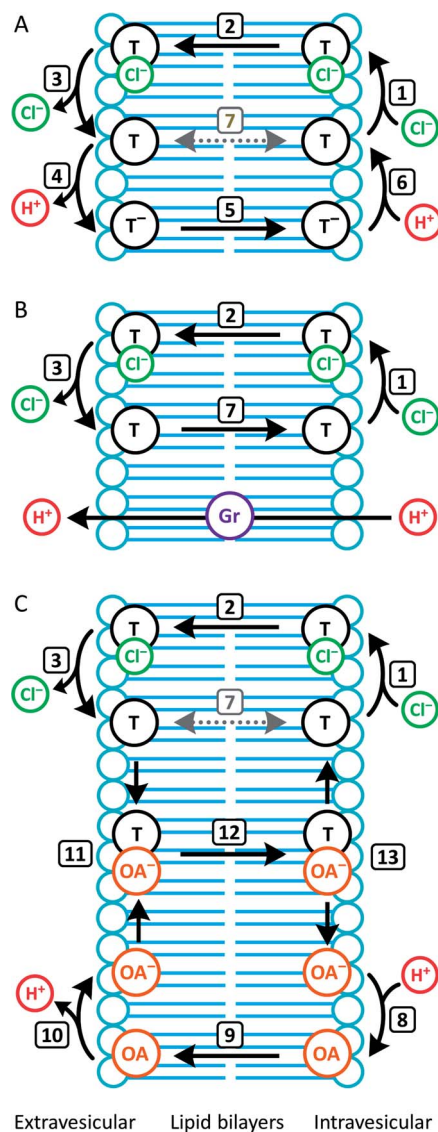 A
2
T T
Cl⁻ Cl⁻
3 1
Cl⁻ Cl⁻
7
T T
4 6
H⁺ H⁺
5
T⁻ T⁻
B
2
T T
Cl⁻ Cl⁻
3 1
Cl⁻ Cl⁻
7
T T
H⁺ Gr H⁺
C
2
T T
Cl⁻ Cl⁻
3 1
Cl⁻ Cl⁻
7
T T
T 12 T
11 13
OA⁻ OA⁻
OA⁻ OA⁻
H⁺ H⁺
10 8
9
OA OA
Extravesicular Lipid bilayers Intravesicular